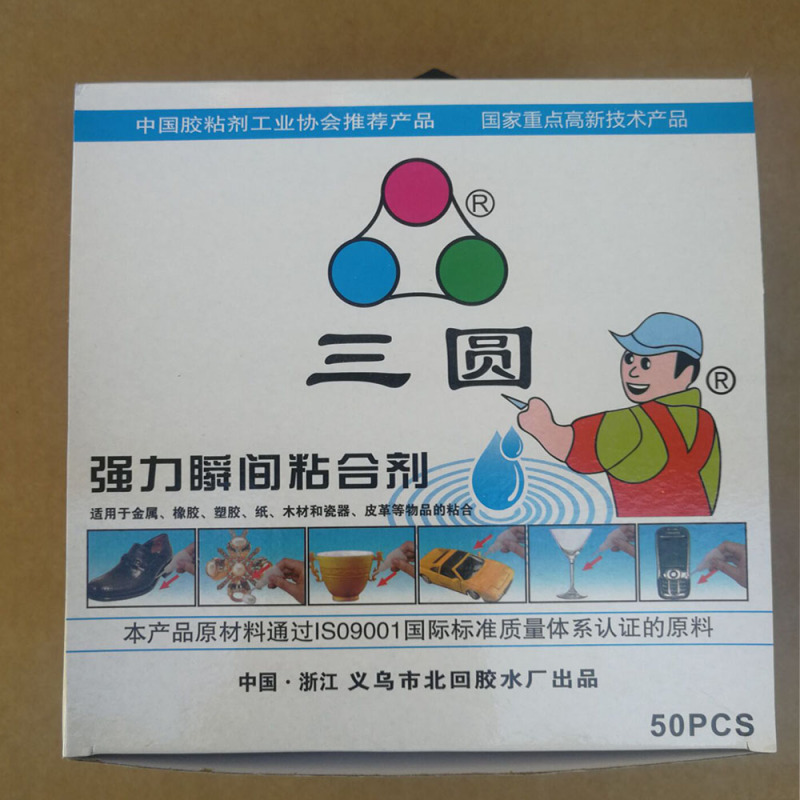 中国胶粘剂工业协会推荐产品 国家重点高新技术产品
®
三圆
®
强力瞬间粘合剂
适用于金属、橡胶、塑胶、纸、木材和瓷器、皮革等物品的粘合
本产品原材料通过ISO9001国际标准质量体系认证的原料
中国·浙江 义乌市北回胶水厂出品
50PCS